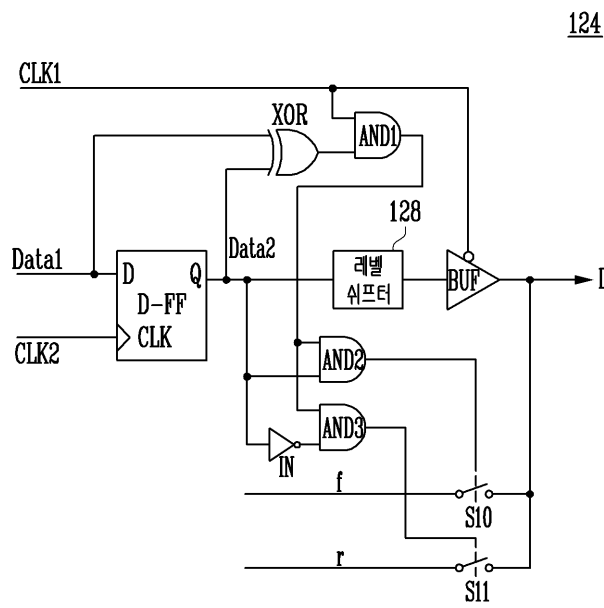 124
CLK1
XOR
AND1
128
Data1
Data2
D
Q
D-FF
CLK
레벨
쉬프터
BUF
CLK2
AND2
AND3
IN
f
S10
r
S11